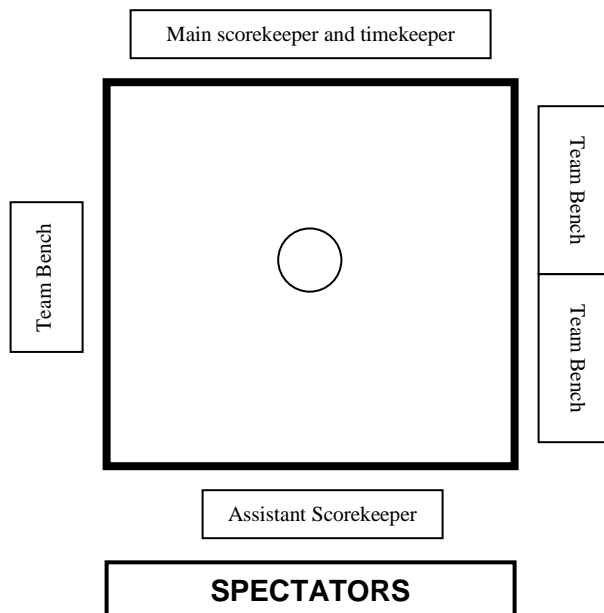 Main scorekeeper and timekeeper
Team Bench
Team Bench
Team Bench
Assistant Scorekeeper
SPECTATORS